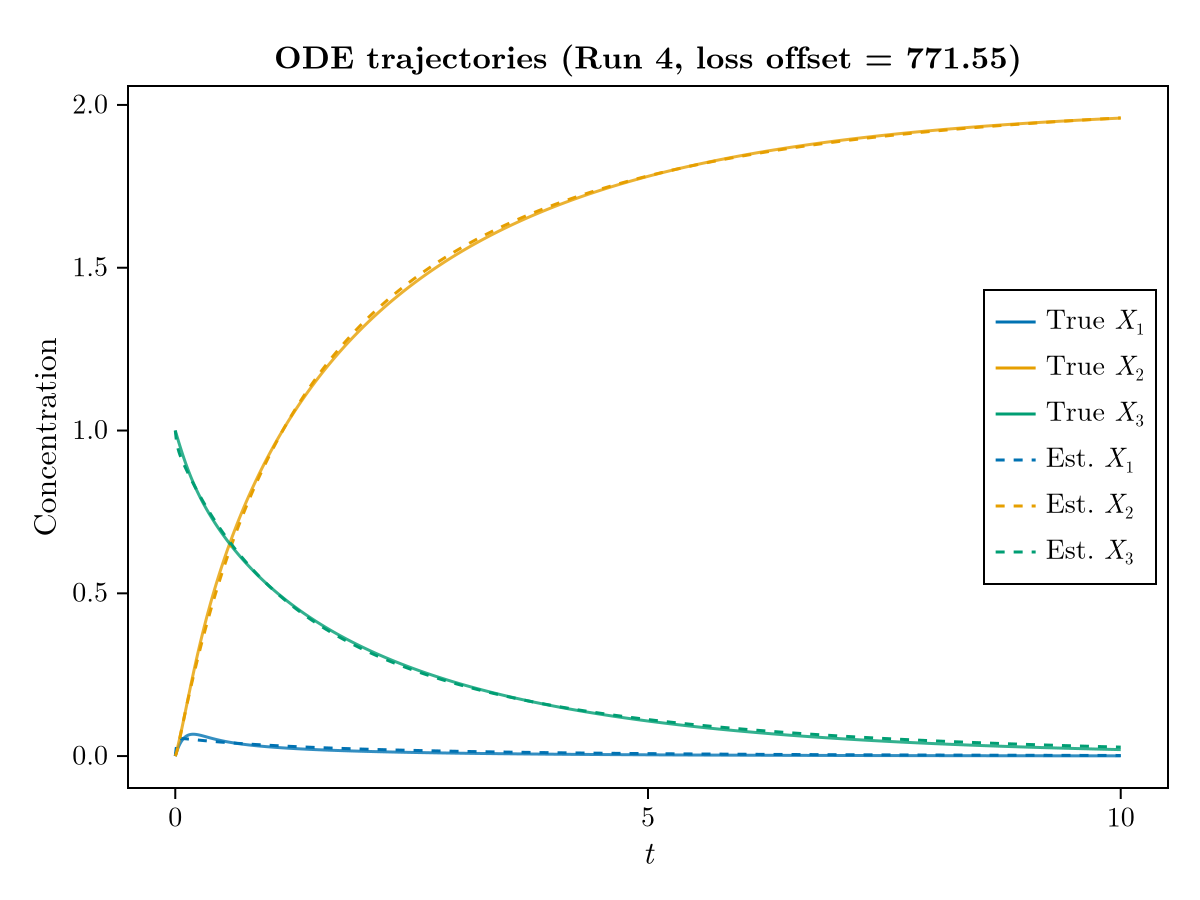 ODE trajectories (Run 4, loss offset = 771.55)
2.0
1.5
1.0
0.5
0.0
Concentration
0
5
10
t
True X₁
True X₂
True X₃
Est. X₁
Est. X₂
Est. X₃